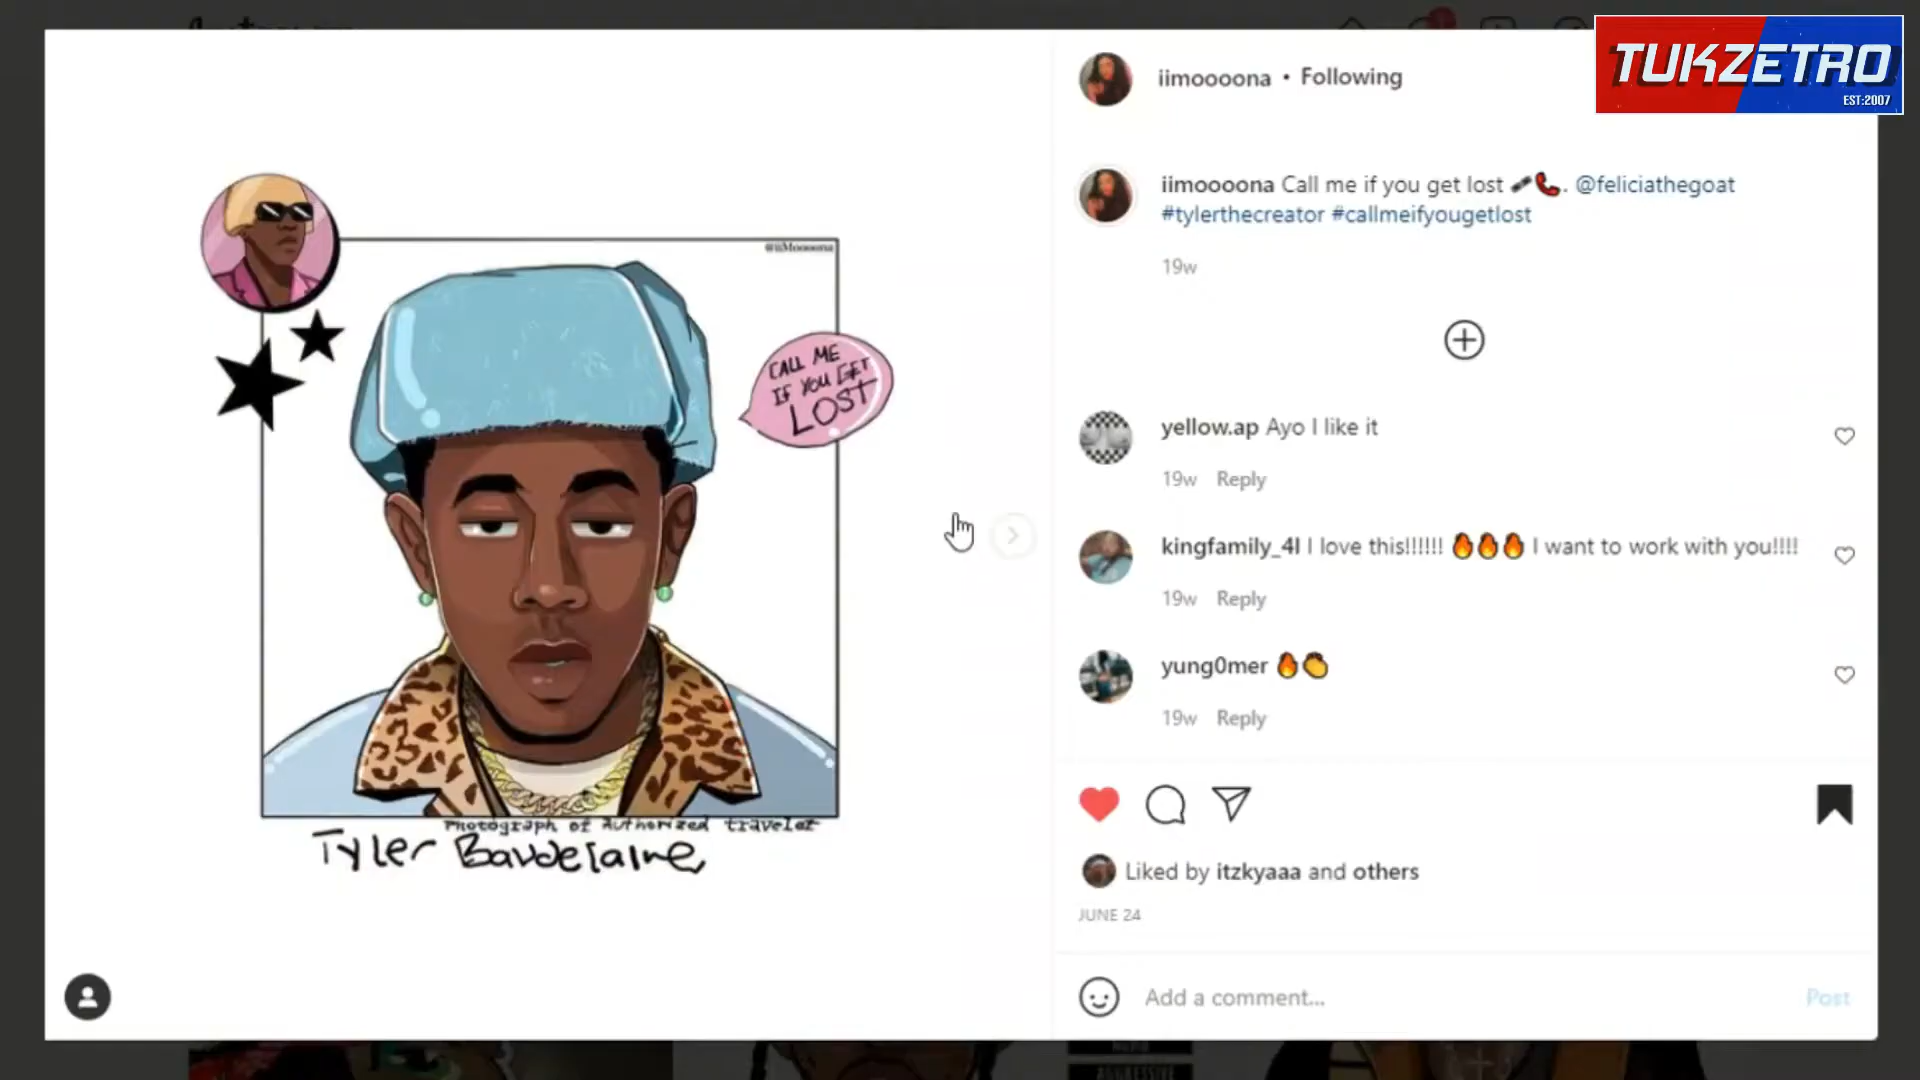 TUKZETRO
EST:2007
iimoooona • Following
iimoooona Call me if you get lost . @feliciathegoat
#tylerthecreator #callmeifyougetlost
19w
@iiMoooona
CALL ME
IF YOU GET
LOST
Photograph of Authorized traveler
Tyler Baudelaire
yellow.ap Ayo I like it
19w Reply
kingfamily_4l I love this!!!!!! 🔥🔥🔥 I want to work with you!!!!
19w Reply
yung0mer 🔥👏
19w Reply
Liked by itzkyaaa and others
JUNE 24
Add a comment...
Post
AGGRESSIVE